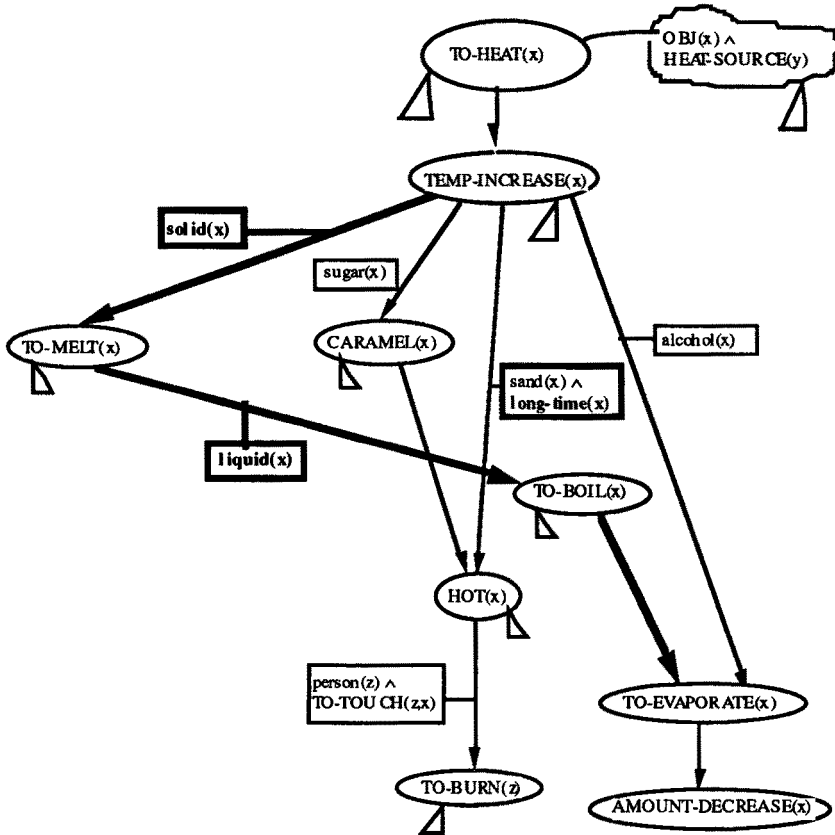 TO-HEAT(x)
OBJ(x) ∧
HEAT-SOURCE(y)
TEMP-INCREASE(x)
solid(x)
sugar(x)
TO-MELT(x)
CARAMEL(x)
alcohol(x)
sand(x) ∧
long-time(x)
liquid(x)
TO-BOIL(x)
HOT(x)
person(z) ∧
TO-TOUCH(z,x)
TO-EVAPORATE(x)
TO-BURN(z)
AMOUNT-DECREASE(x)